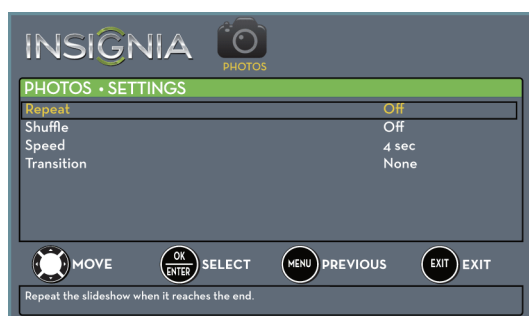 INSIGNIA
PHOTOS
PHOTOS • SETTINGS
Repeat Off
Shuffle Off
Speed 4 sec
Transition None
MOVE OK ENTER SELECT MENU PREVIOUS EXIT EXIT
Repeat the slideshow when it reaches the end.